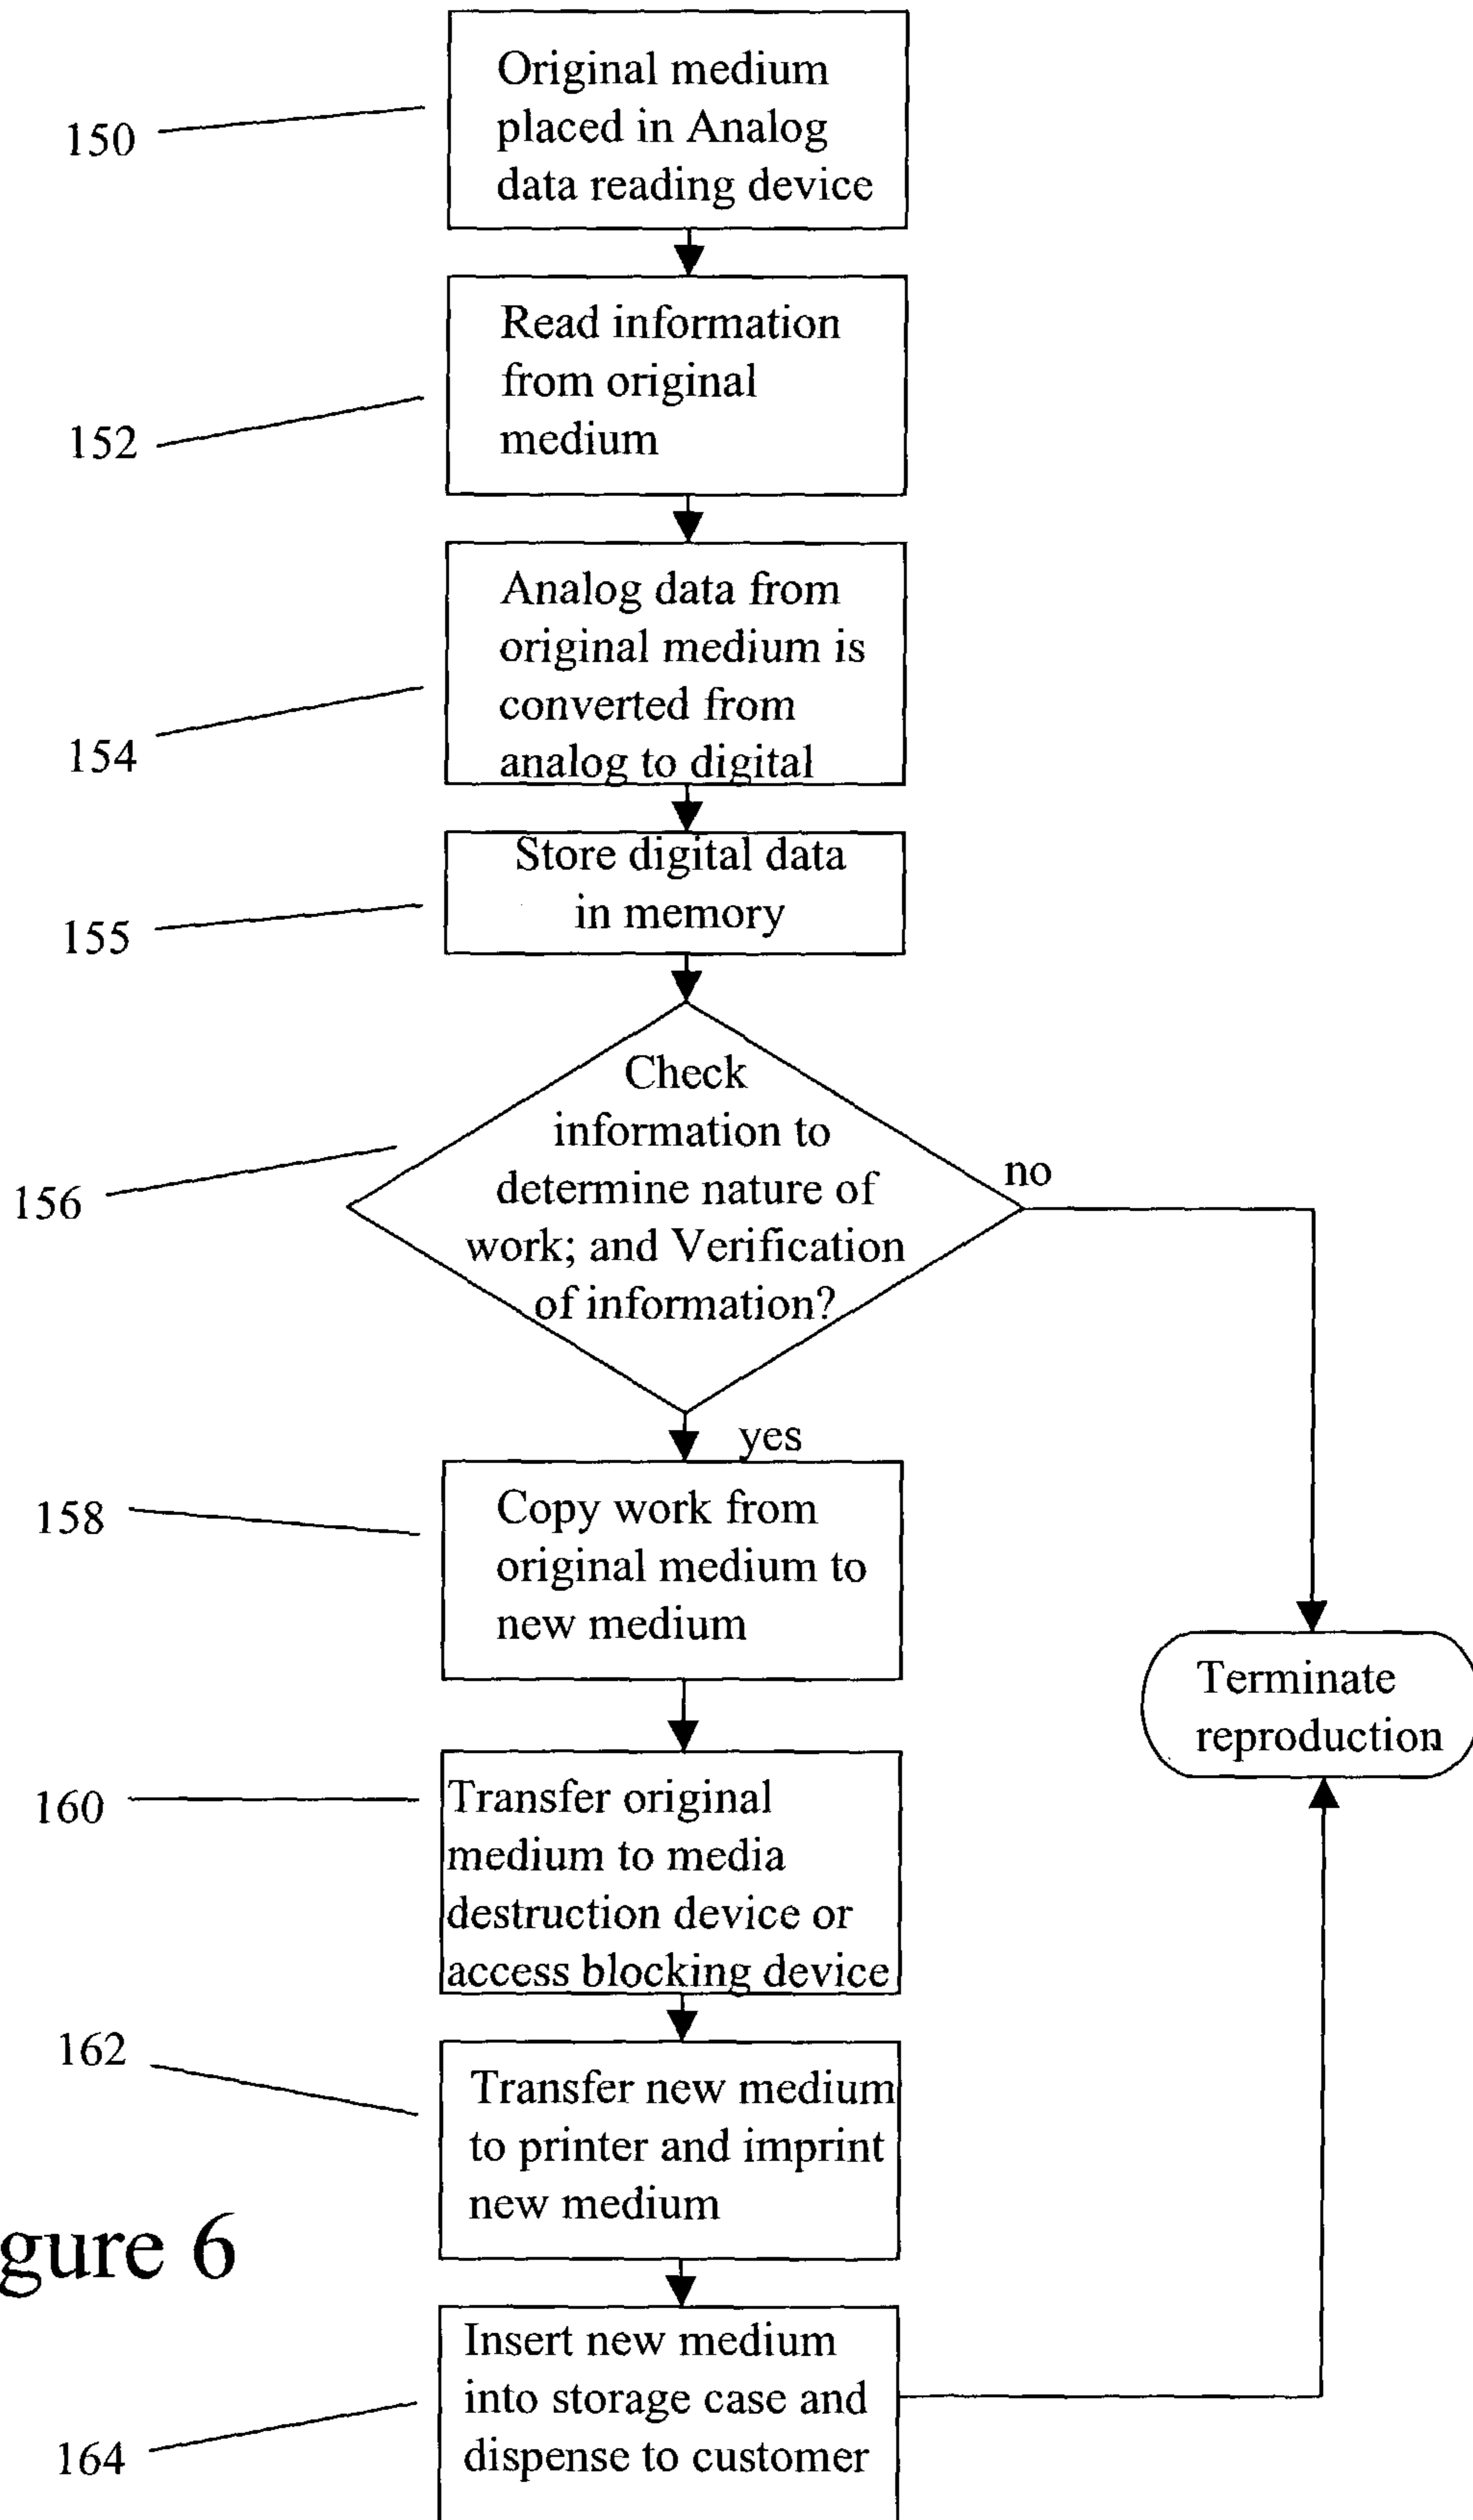 150
Original medium
placed in Analog
data reading device
152
Read information
from original
medium
154
Analog data from
original medium is
converted from
analog to digital
155
Store digital data
in memory
156
Check
information to
determine nature of
work; and Verification
of information?
no
yes
158
Copy work from
original medium to
new medium
Terminate
reproduction
160
Transfer original
medium to media
destruction device or
access blocking device
162
Transfer new medium
to printer and imprint
new medium
gure 6
164
Insert new medium
into storage case and
dispense to customer